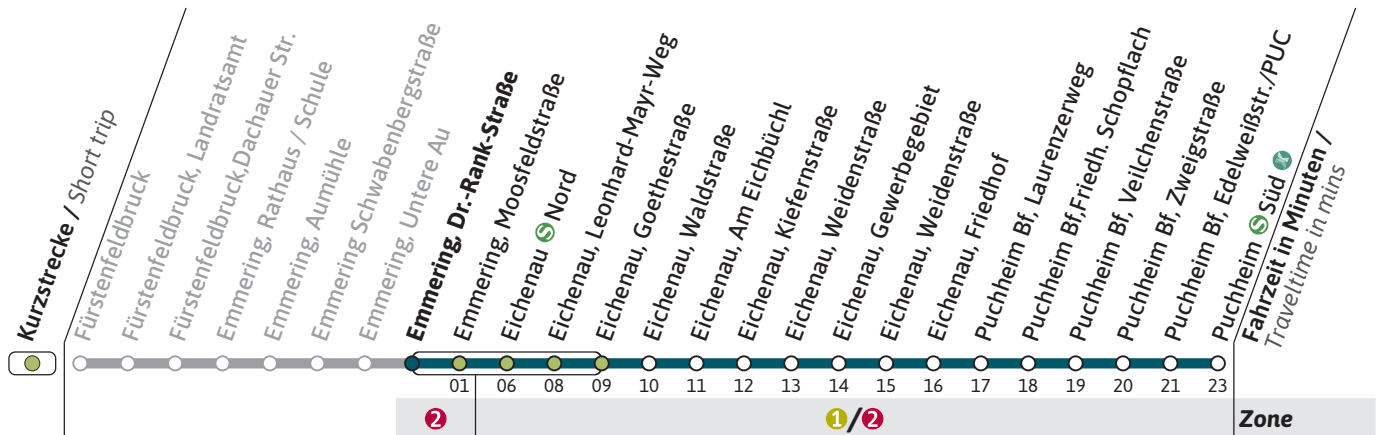 Kurzstrecke / Short trip
Fürstenfeldbruck
Fürstenfeldbruck, Landratsamt
Fürstenfeldbruck,Dachauer Str.
Emmering, Rathaus / Schule
Emmering, Aumühle
Emmering Schwabenbergstraße
Emmering, Untere Au
Emmering, Dr.-Rank-Straße
Emmering, Moosfeldstraße
Eichenau S Nord
Eichenau, Leonhard-Mayr-Weg
Eichenau, Goethestraße
Eichenau, Waldstraße
Eichenau, Am Eichbüchl
Eichenau, Kiefernstraße
Eichenau, Weidenstraße
Eichenau, Gewerbegebiet
Eichenau, Weidenstraße
Eichenau, Friedhof
Puchheim Bf, Laurenzerweg
Puchheim Bf,Friedh. Schopflach
Puchheim Bf, Veilchenstraße
Puchheim Bf, Zweigstraße
Puchheim Bf, Edelweißstr./PUC
Puchheim S Süd X
Fahrzeit in Minuten /
Traveltime in mins
01 06 08 09 10 11 12 13 14 15 16 17 18 19 20 21 23
2 1/2 Zone